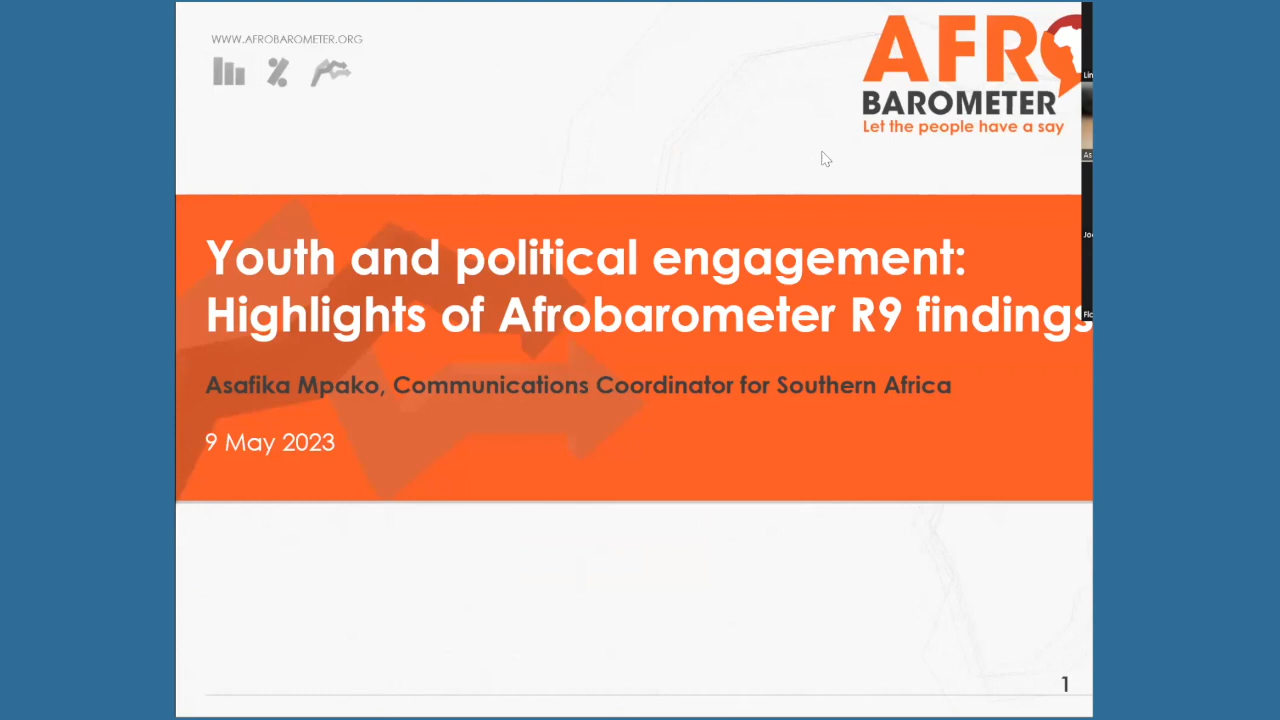 WWW.AFROBAROMETER.ORG
AFRO
BAROMETER
Let the people have a say
Youth and political engagement:
Highlights of Afrobarometer R9 findings
Asafika Mpako, Communications Coordinator for Southern Africa
9 May 2023
1